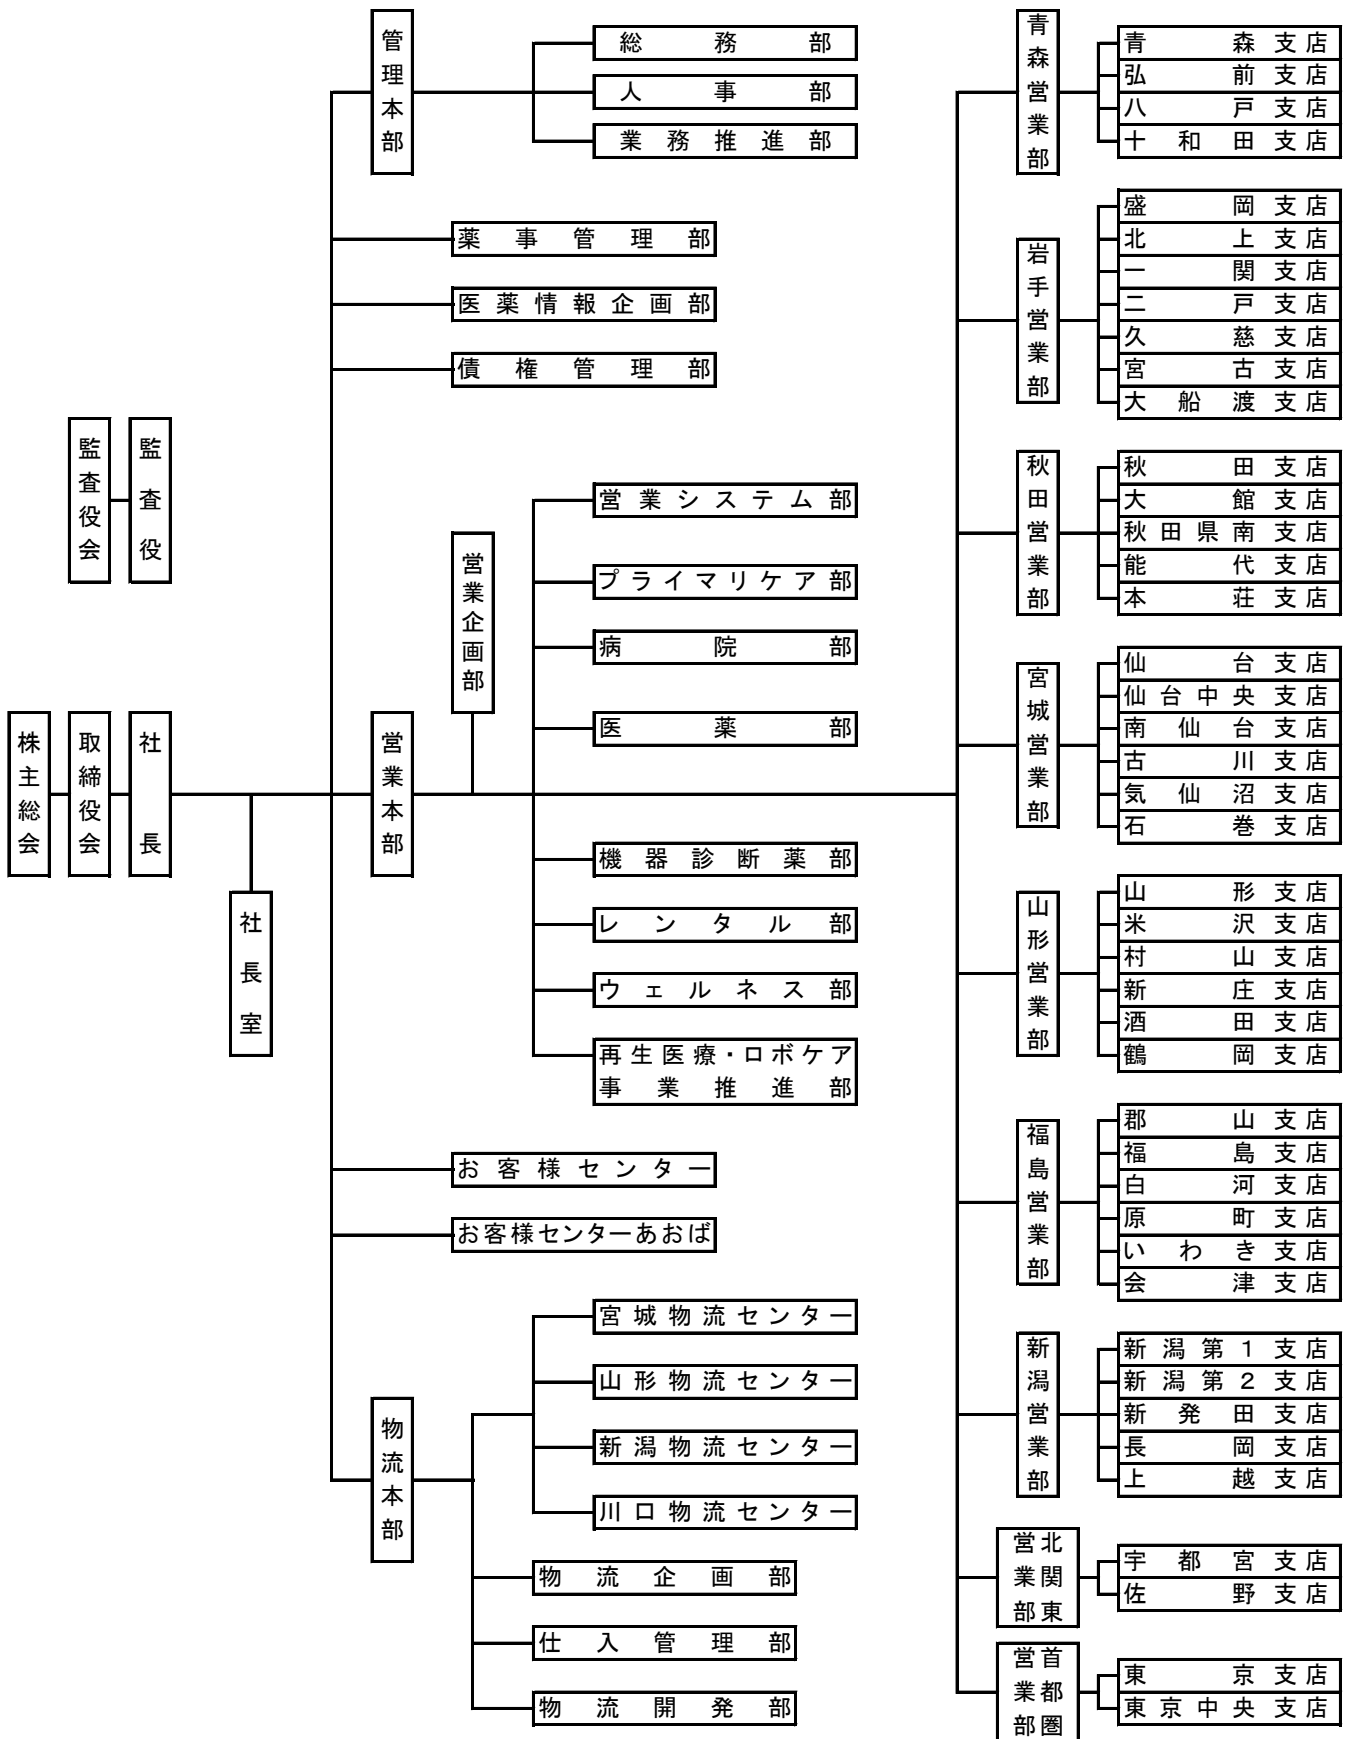 株主総会
取締役会
社長
監査役会
監査役
社長室
管理本部
総務部
人事部
業務推進部
薬事管理部
医薬情報企画部
債権管理部
営業本部
営業企画部
営業システム部
プライマリケア部
病院部
医薬部
機器診断薬部
レンタル部
ウェルネス部
再生医療・ロボケア
事業推進部
お客様センター
お客様センターあおば
物流本部
宮城物流センター
山形物流センター
新潟物流センター
川口物流センター
物流企画部
仕入管理部
物流開発部
青森営業部
青森支店
弘前支店
八戸支店
十和田支店
岩手営業部
盛岡支店
北上支店
一関支店
二戸支店
久慈支店
宮古支店
大船渡支店
秋田営業部
秋田支店
大館支店
秋田県南支店
能代支店
本荘支店
宮城営業部
仙台支店
仙台中央支店
南仙台支店
古川支店
気仙沼支店
石巻支店
山形営業部
山形支店
米沢支店
村山支店
新庄支店
酒田支店
鶴岡支店
福島営業部
郡山支店
福島支店
白河支店
原町支店
いわき支店
会津支店
新潟営業部
新潟第1支店
新潟第2支店
新発田支店
長岡支店
上越支店
北関東
営業部
宇都宮支店
佐野支店
首都圏
営業部
東京支店
東京中央支店